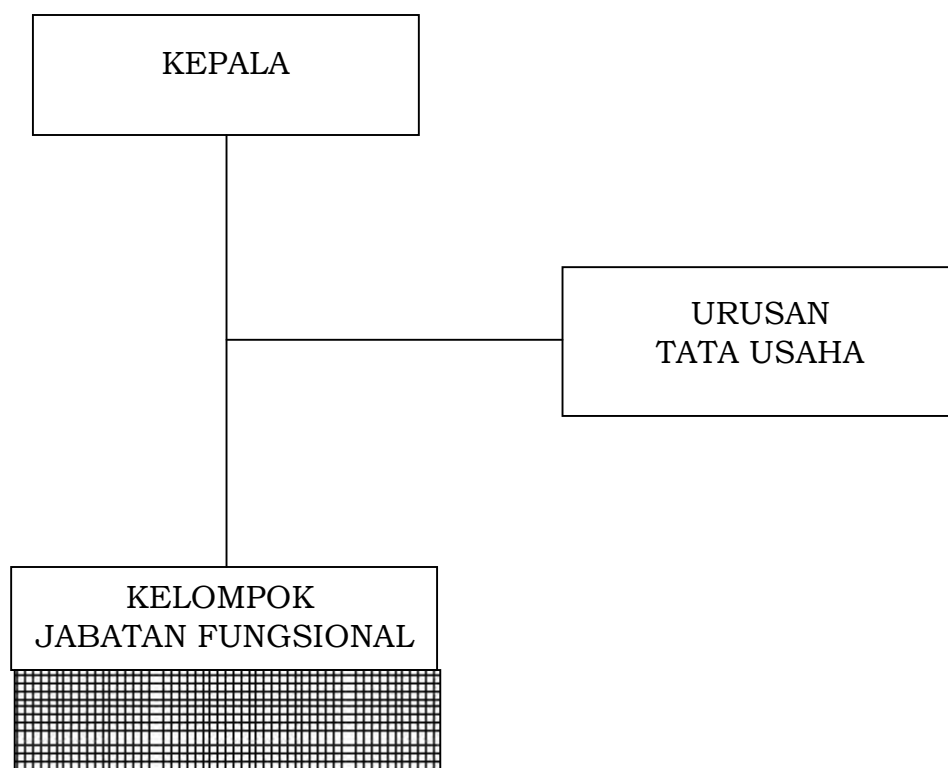 KEPALA
URUSAN
TATA USAHA
KELOMPOK
JABATAN FUNGSIONAL